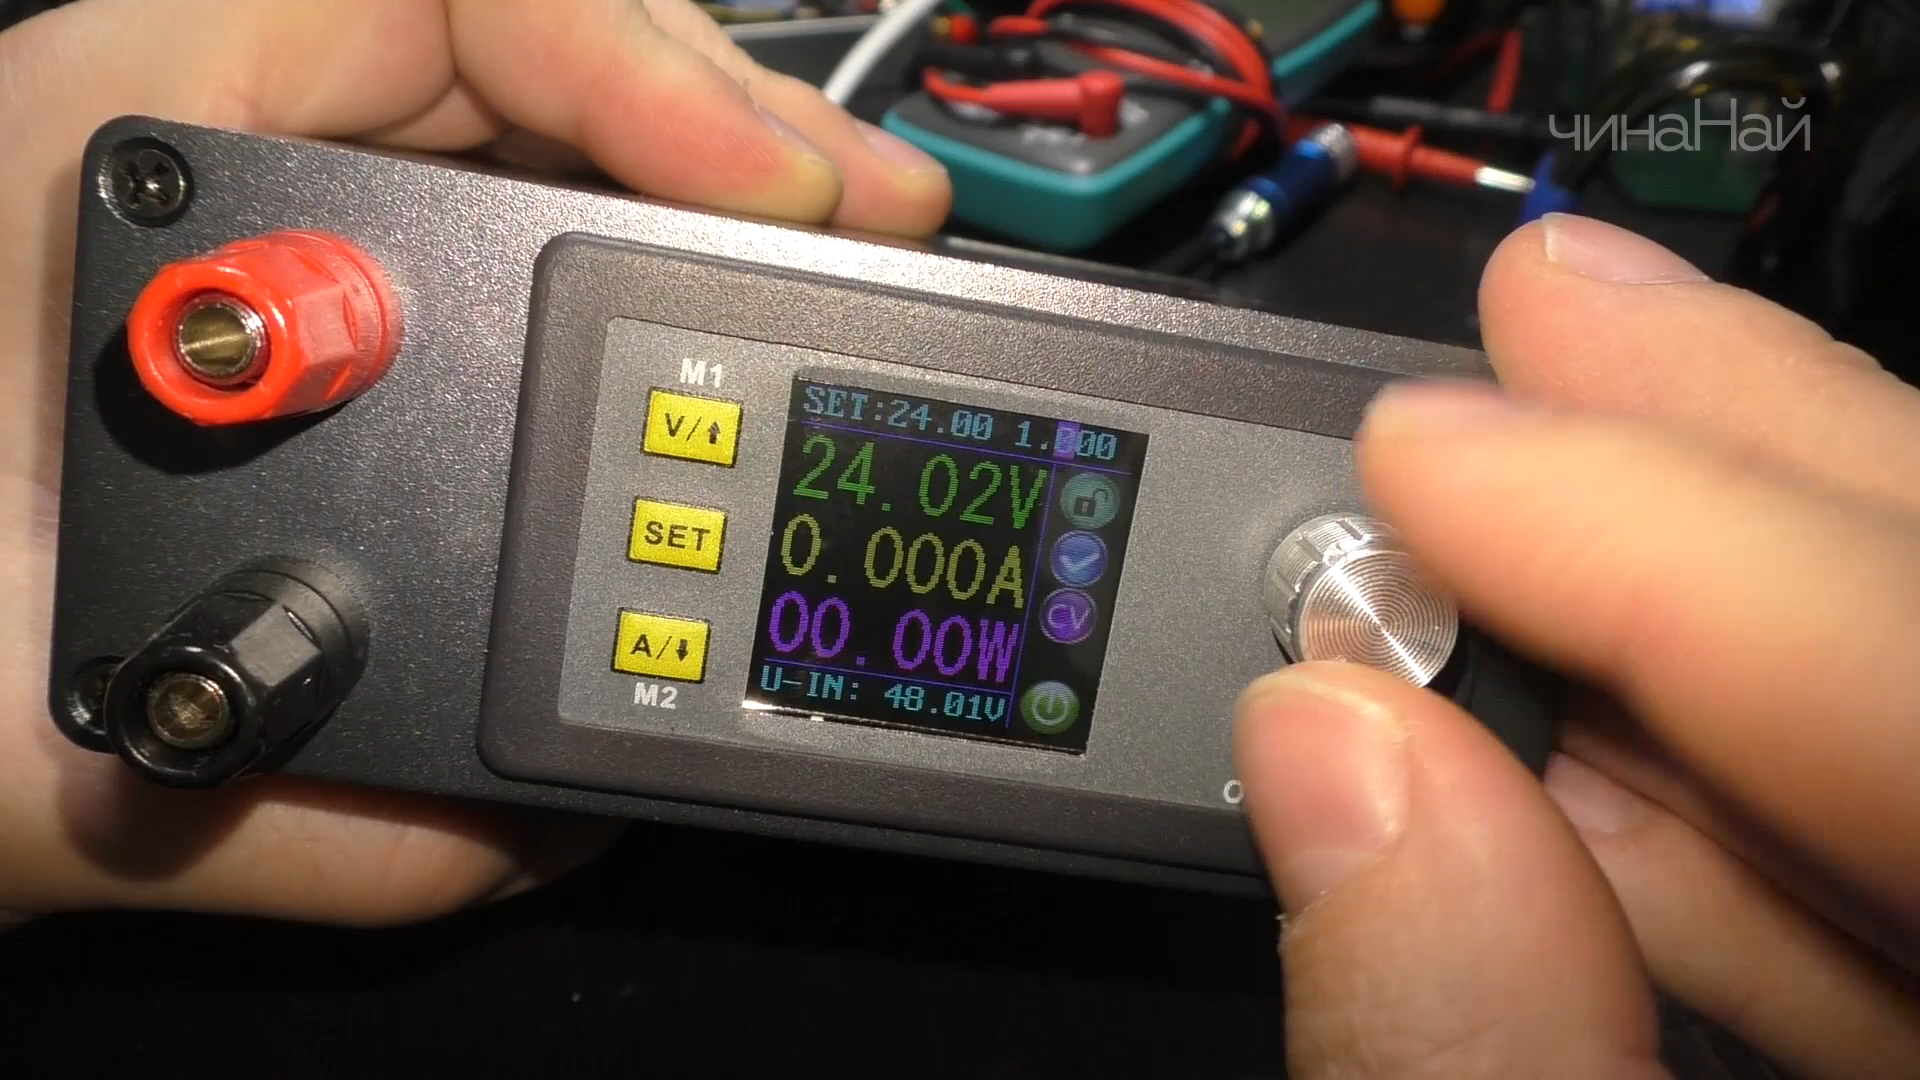 чинаНай
M1
V/⬆
SET
A/⬇
M2
SET:24.00 1.000
24.02V
0.000A
00.00W
CV
U-IN: 48.01V